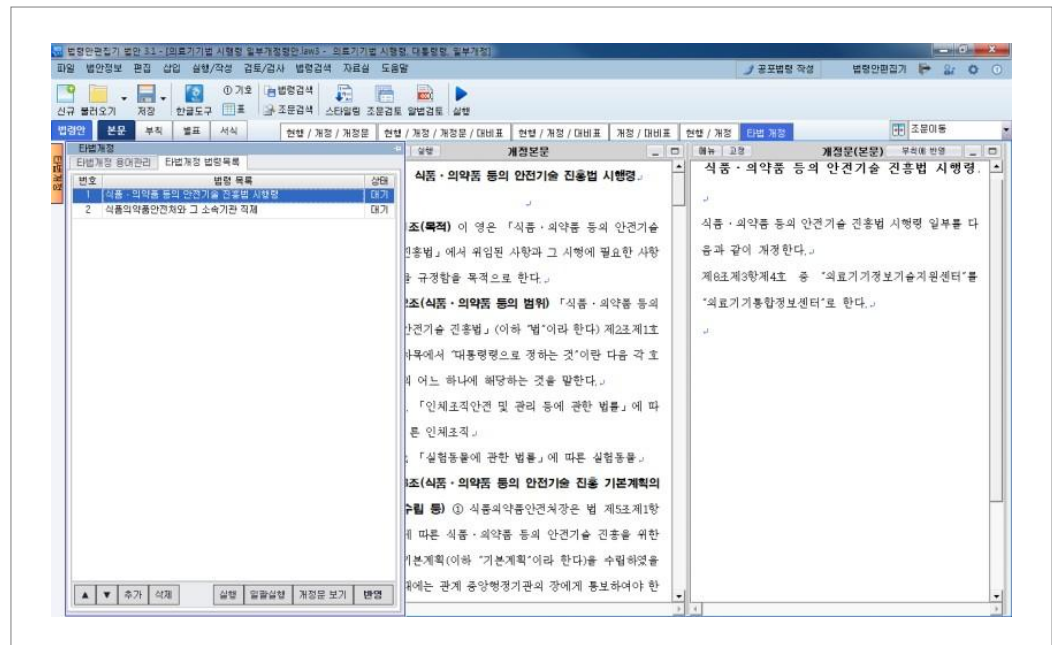 법령안편집기 법안 3.1 - [의료기기법 시행령 일부개정령안.law3 - 의료기기법 시행령, 대통령령, 일부개정]
파일 법안정보 편집 삽입 실행/작성 검토/검사 법령검색 자료실 도움말 공포법령 작성 법령안편집기
① 기호 법령검색
신규 불러오기 저장 한글도구 표 조문검색 스타일링 조문검토 알법검토 실행
법령안 본문 부칙 별표 서식 현행 / 개정 / 개정문 현행 / 개정 / 개정문 / 대비표 현행 / 개정 / 대비표 개정 / 대비표 현행 / 개정 타법 개정 조문이동
타법개정
타법개정
타법개정 용어관리 타법개정 법령목록
번호 법령 목록 상태
1 식품·의약품 등의 안전기술 진흥법 시행령 대기
2 식품의약품안전처와 그 소속기관 직제 대기
▲ ▼ 추가 삭제 실행 일괄실행 개정문 보기 반영
실행 개정본문
식품·의약품 등의 안전기술 진흥법 시행령
조(목적) 이 영은 「식품·의약품 등의 안전기술
진흥법」에서 위임된 사항과 그 시행에 필요한 사항
을 규정함을 목적으로 한다.
조(식품·의약품 등의 범위) 「식품·의약품 등의
안전기술 진흥법」(이하 "법"이라 한다) 제2조제1호
마목에서 "대통령령으로 정하는 것"이란 다음 각 호
의 어느 하나에 해당하는 것을 말한다.
. 「인체조직안전 및 관리 등에 관한 법률」에 따
른 인체조직
. 「실험동물에 관한 법률」에 따른 실험동물
조(식품·의약품 등의 안전기술 진흥 기본계획의
수립 등) ① 식품의약품안전처장은 법 제5조제1항
에 따른 식품·의약품 등의 안전기술 진흥을 위한
기본계획(이하 "기본계획"이라 한다)을 수립하였을
때에는 관계 중앙행정기관의 장에게 통보하여야 한
메뉴 교정 개정문(본문) 부칙에 반영
식품·의약품 등의 안전기술 진흥법 시행령
식품·의약품 등의 안전기술 진흥법 시행령 일부를 다
음과 같이 개정한다.
제8조제3항제4호 중 "의료기기정보기술지원센터"를
"의료기기통합정보센터"로 한다.